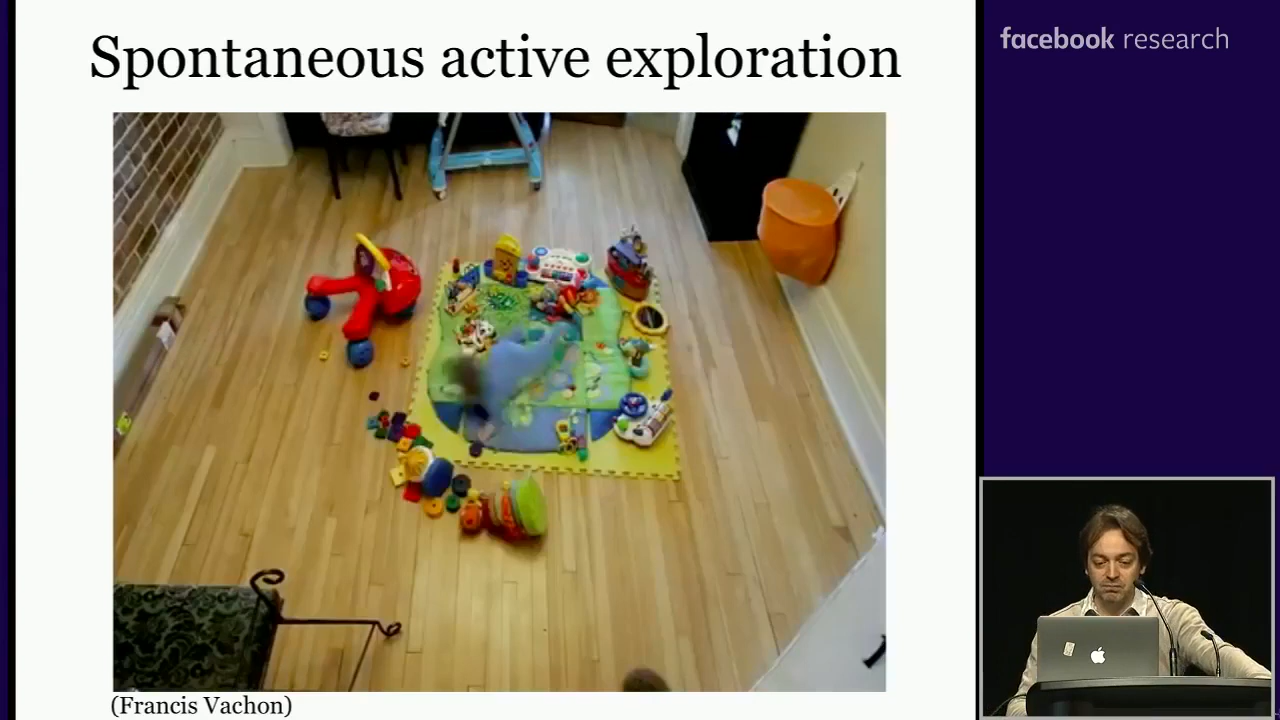 Spontaneous active exploration
facebook research
(Francis Vachon)